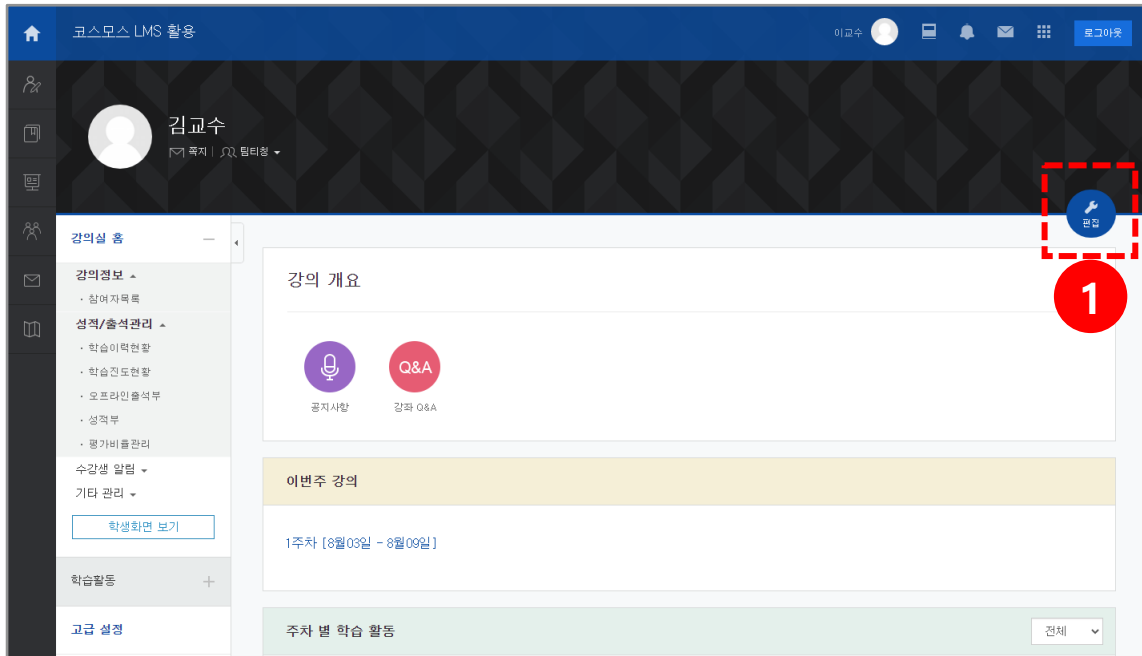 코스모스 LMS 활용
이교수
로그아웃
김교수
쪽지 | 팀티칭
편집
1
강의실 홈
강의정보
· 참여자목록
성적/출석관리
· 학습이력현황
· 학습진도현황
· 오프라인출석부
· 성적부
· 평가비율관리
수강생 알림
기타 관리
학생화면 보기
학습활동
고급 설정
강의 개요
Q&A
공지사항
강좌 Q&A
이번주 강의
1주차 [8월03일 - 8월09일]
주차 별 학습 활동
전체